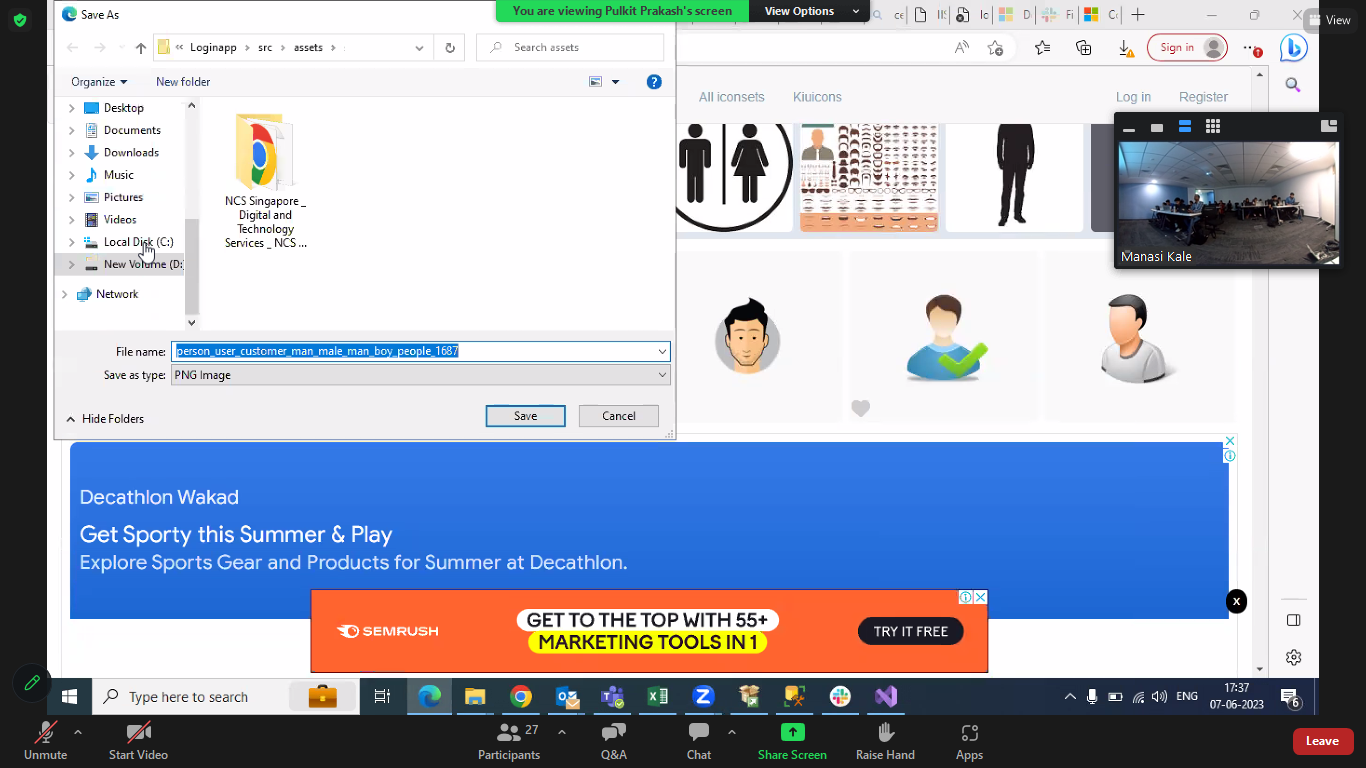 Save As
You are viewing Pulkit Prakash's screen
View Options
View
Loginapp
src
assets
Search assets
Sign in
Organize
New folder
All iconsets
Kiuicons
Log in
Register
Desktop
Documents
Downloads
Music
Pictures
Videos
Local Disk (C:)
New Volume (D:
Network
NCS Singapore _
Digital and
Technology
Services _ NCS ...
Manasi Kale
File name: person_user_customer_man_male_man_boy_people_1687
Save as type: PNG Image
Hide Folders
Save
Cancel
Decathlon Wakad
Get Sporty this Summer & Play
Explore Sports Gear and Products for Summer at Decathlon.
SEMRUSH
GET TO THE TOP WITH 55+
MARKETING TOOLS IN 1
TRY IT FREE
X
Type here to search
ENG
17:37
07-06-2023
6
Unmute
Start Video
Participants
27
Q&A
Chat
Share Screen
Raise Hand
Apps
Leave